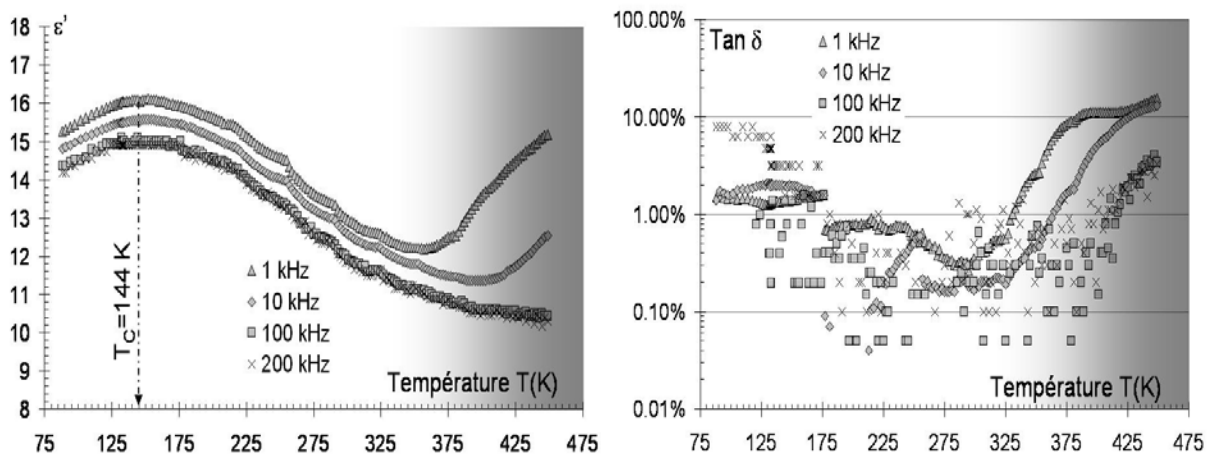 18
17
16
15
14
13
12
11
10
9
8
ε'
T_C=144 K
1 kHz
10 kHz
100 kHz
200 kHz
Température T(K)
75 125 175 225 275 325 375 425 475
100.00%
10.00%
1.00%
0.10%
0.01%
Tan δ
1 kHz
10 kHz
100 kHz
200 kHz
Température T(K)
75 125 175 225 275 325 375 425 475